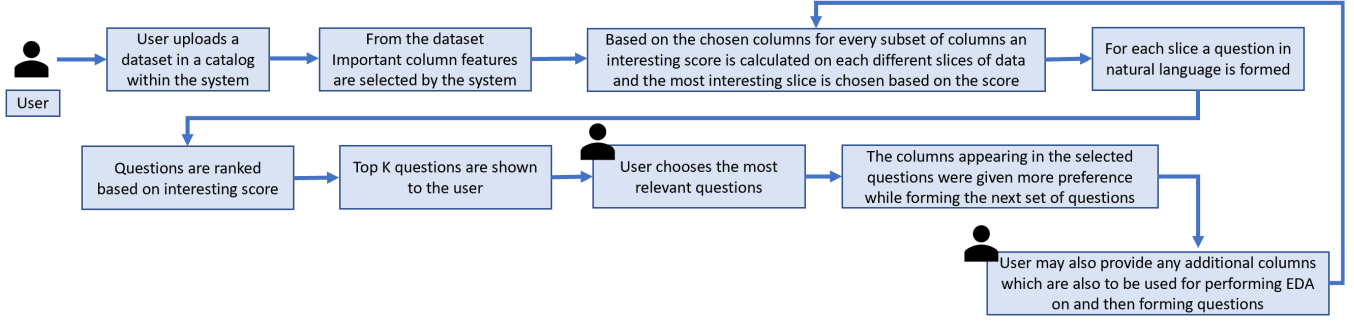 User
User uploads a
dataset in a catalog
within the system
From the dataset
Important column features
are selected by the system
Based on the chosen columns for every subset of columns an
interesting score is calculated on each different slices of data
and the most interesting slice is chosen based on the score
For each slice a question in
natural language is formed
Questions are ranked
based on interesting score
Top K questions are shown
to the user
User chooses the most
relevant questions
The columns appearing in the selected
questions were given more preference
while forming the next set of questions
User may also provide any additional columns
which are also to be used for performing EDA
on and then forming questions